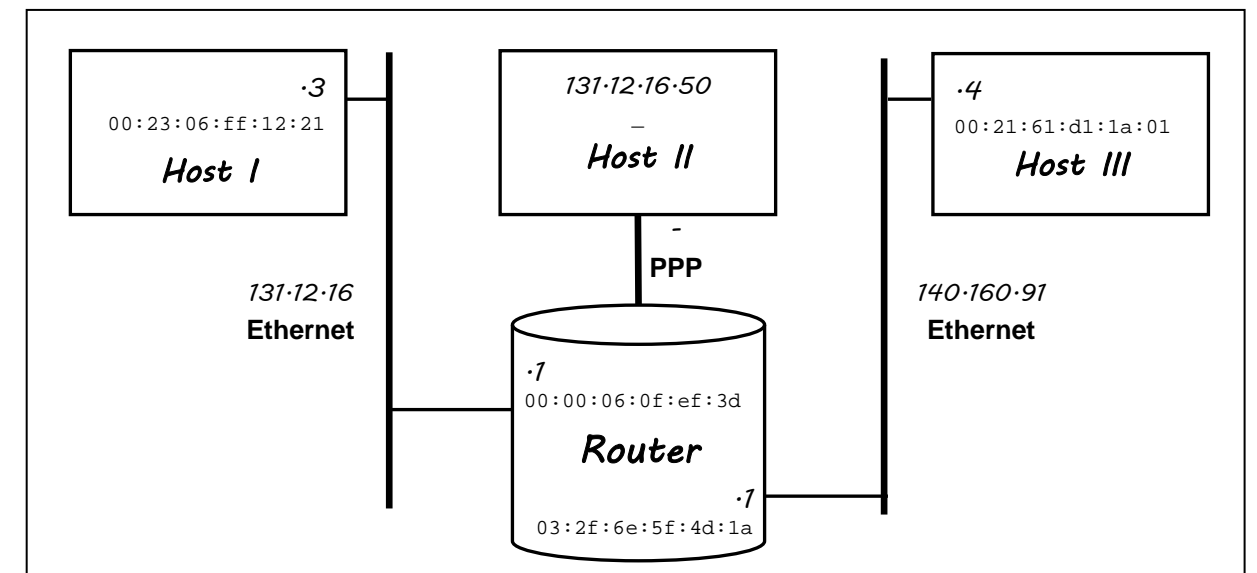 ·3
00:23:06:ff:12:21
Host I
131·12·16·50
–
Host II
·4
00:21:61:d1:1a:01
Host III
-
PPP
131·12·16
Ethernet
140·160·91
Ethernet
·1
00:00:06:0f:ef:3d
Router
·1
03:2f:6e:5f:4d:1a